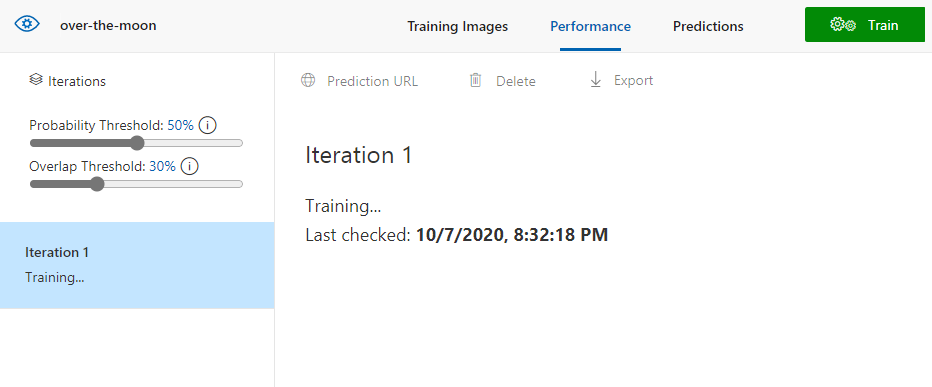 over-the-moon
Training Images
Performance
Predictions
Train
Iterations
Probability Threshold: 50%
Overlap Threshold: 30%
Iteration 1
Training...
Prediction URL
Delete
Export
Iteration 1
Training...
Last checked: 10/7/2020, 8:32:18 PM